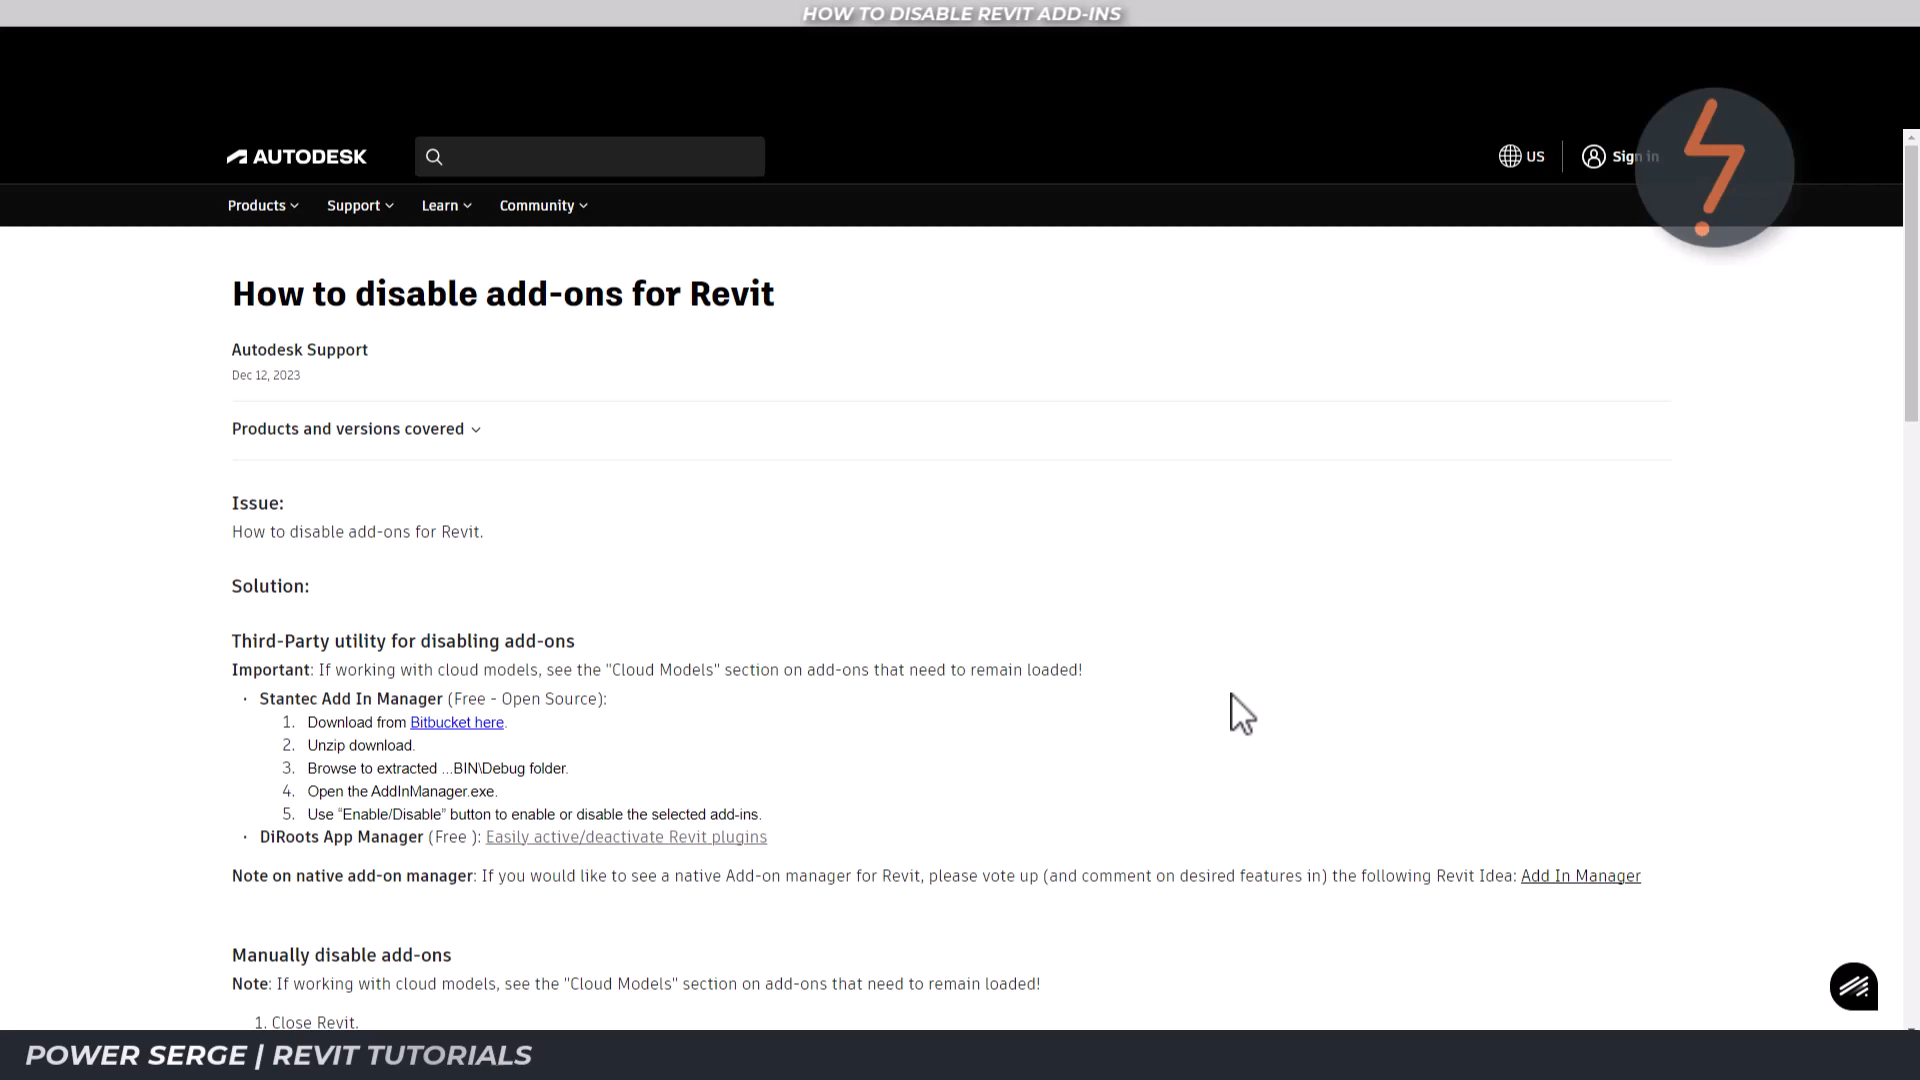 HOW TO DISABLE REVIT ADD-INS
AUTODESK
US
Sign in
Products
Support
Learn
Community
How to disable add-ons for Revit
Autodesk Support
Dec 12, 2023
Products and versions covered
Issue:
How to disable add-ons for Revit.
Solution:
Third-Party utility for disabling add-ons
Important: If working with cloud models, see the "Cloud Models" section on add-ons that need to remain loaded!
· Stantec Add In Manager (Free - Open Source):
1. Download from Bitbucket here.
2. Unzip download.
3. Browse to extracted ...BIN\Debug folder.
4. Open the AddInManager.exe.
5. Use “Enable/Disable” button to enable or disable the selected add-ins.
· DiRoots App Manager (Free ): Easily active/deactivate Revit plugins
Note on native add-on manager: If you would like to see a native Add-on manager for Revit, please vote up (and comment on desired features in) the following Revit Idea: Add In Manager
Manually disable add-ons
Note: If working with cloud models, see the "Cloud Models" section on add-ons that need to remain loaded!
1. Close Revit.
POWER SERGE | REVIT TUTORIALS